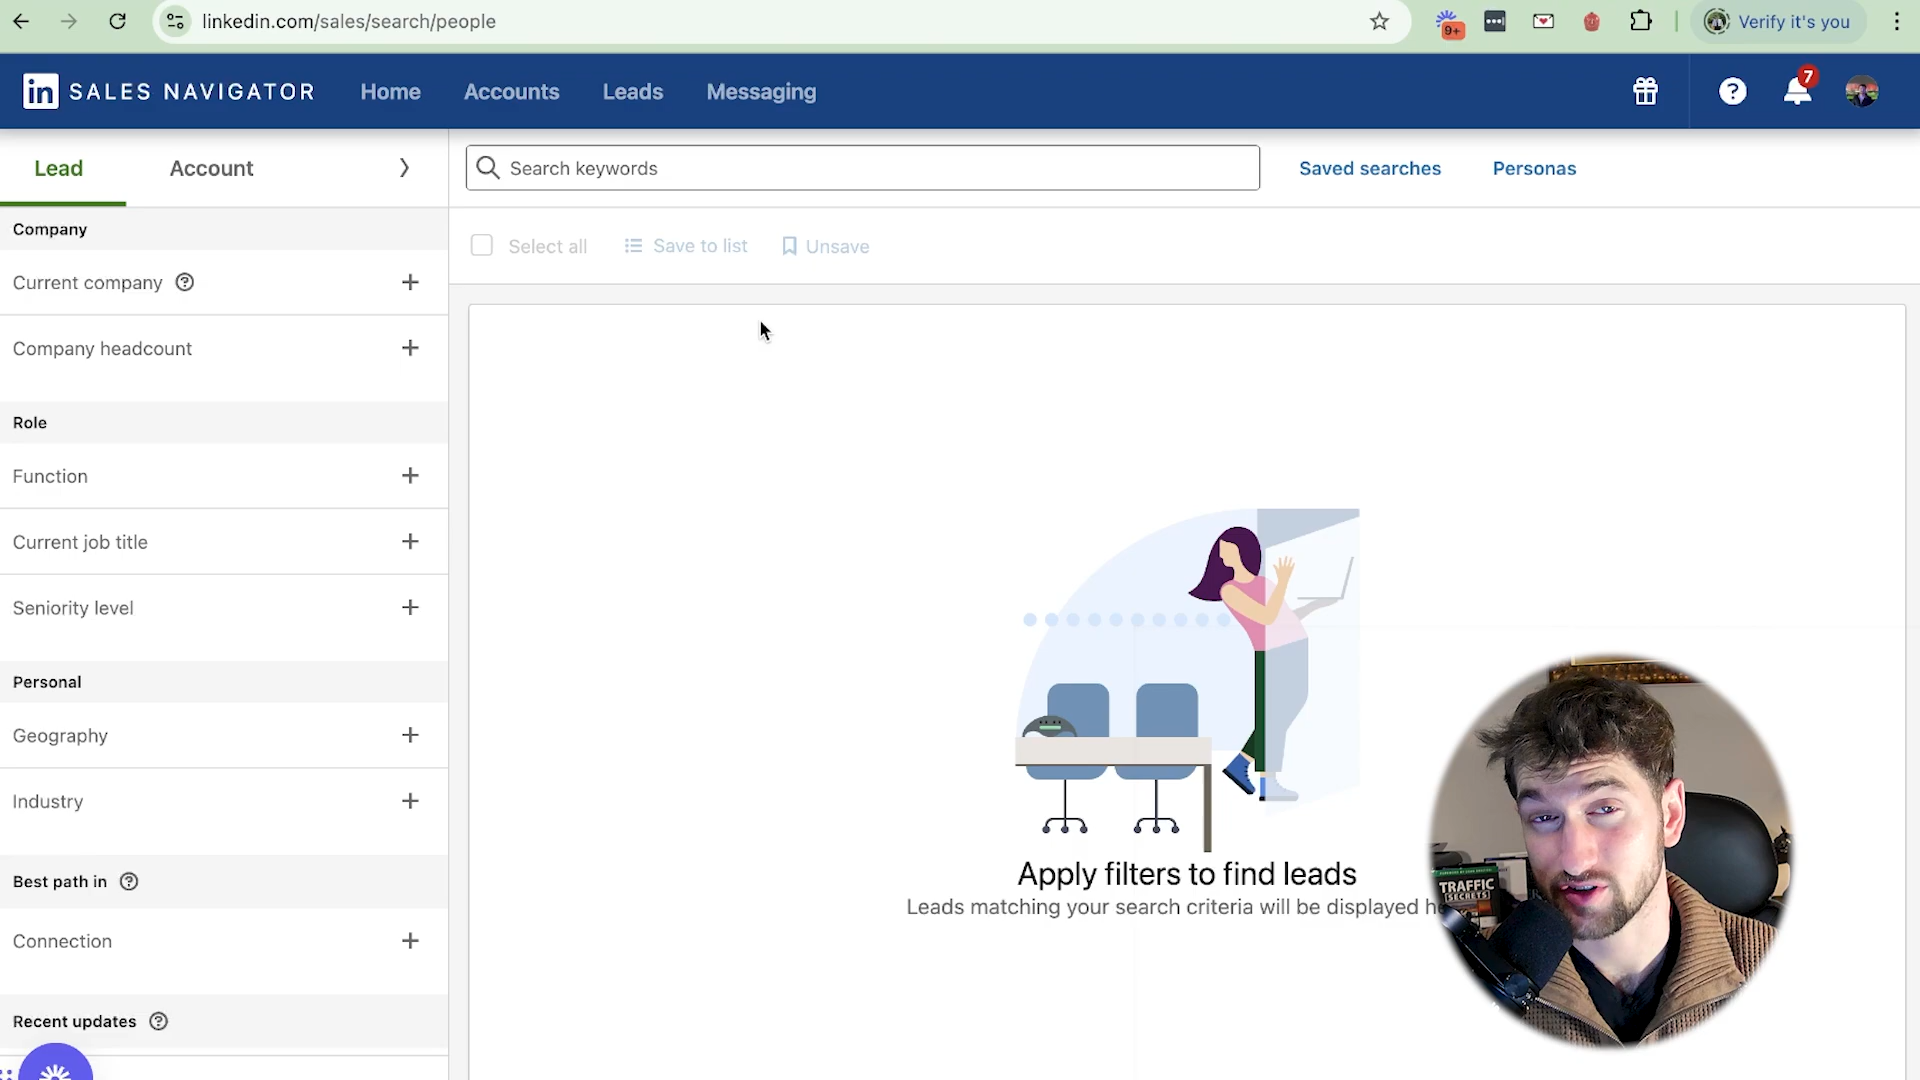 linkedin.com/sales/search/people
9+
Verify it's you
in SALES NAVIGATOR
Home
Accounts
Leads
Messaging
?
7
Lead
Account
Search keywords
Saved searches
Personas
Company
Select all
Save to list
Unsave
Current company ?
Company headcount
Role
Function
Current job title
Seniority level
Personal
Geography
Industry
Best path in ?
Connection
Recent updates ?
Apply filters to find leads
Leads matching your search criteria will be displayed he
TRAFFIC
SECRETS